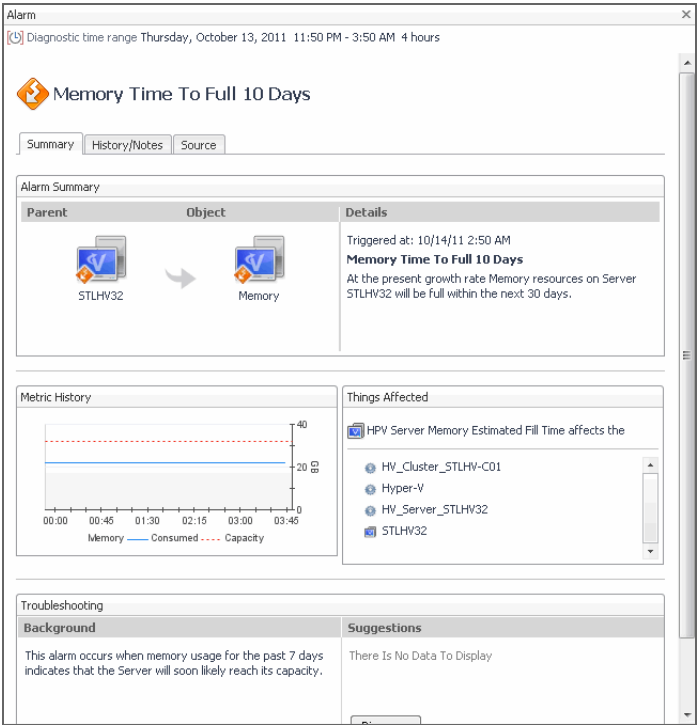 Alarm
Diagnostic time range Thursday, October 13, 2011 11:50 PM - 3:50 AM 4 hours
Memory Time To Full 10 Days
Summary History/Notes Source
Alarm Summary
Parent Object Details
Triggered at: 10/14/11 2:50 AM
Memory Time To Full 10 Days
At the present growth rate Memory resources on Server
STLHV32 will be full within the next 30 days.
STLHV32 Memory
Metric History
40
20
0
GB
00:00 00:45 01:30 02:15 03:00 03:45
Memory Consumed Capacity
Things Affected
HPV Server Memory Estimated Fill Time affects the
HV_Cluster_STLHV-C01
Hyper-V
HV_Server_STLHV32
STLHV32
Troubleshooting
Background Suggestions
This alarm occurs when memory usage for the past 7 days
indicates that the Server will soon likely reach its capacity.
There Is No Data To Display